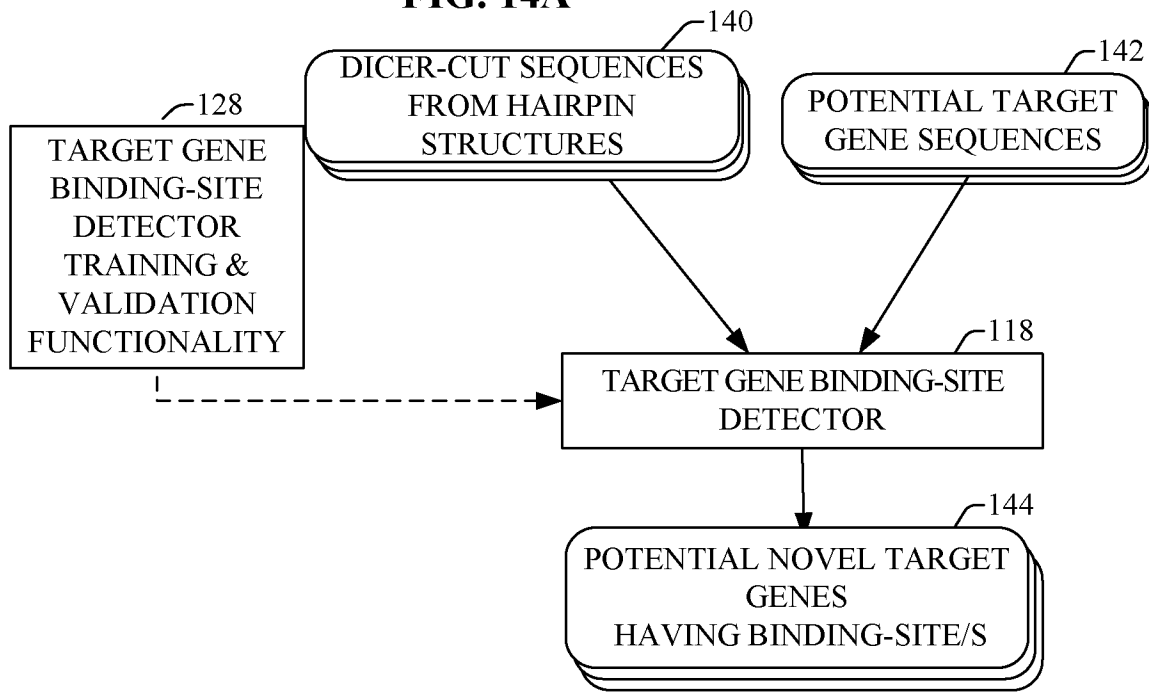 FIG. 14A
140
DICER-CUT SEQUENCES
FROM HAIRPIN
STRUCTURES
142
POTENTIAL TARGET
GENE SEQUENCES
128
TARGET GENE
BINDING-SITE
DETECTOR
TRAINING &
VALIDATION
FUNCTIONALITY
118
TARGET GENE BINDING-SITE
DETECTOR
144
POTENTIAL NOVEL TARGET
GENES
HAVING BINDING-SITE/S